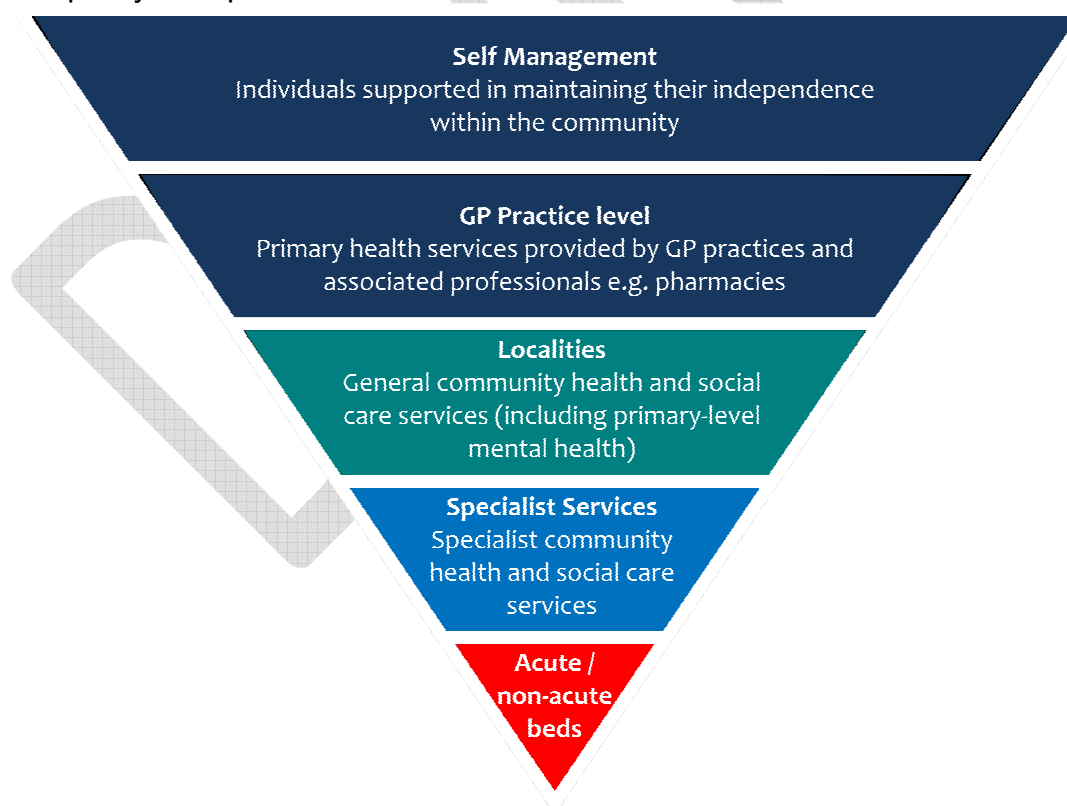 Self Management
Individuals supported in maintaining their independence
within the community
GP Practice level
Primary health services provided by GP practices and
associated professionals e.g. pharmacies
Localities
General community health and social
care services (including primary-level
mental health)
Specialist Services
Specialist community
health and social care
services
Acute /
non-acute
beds